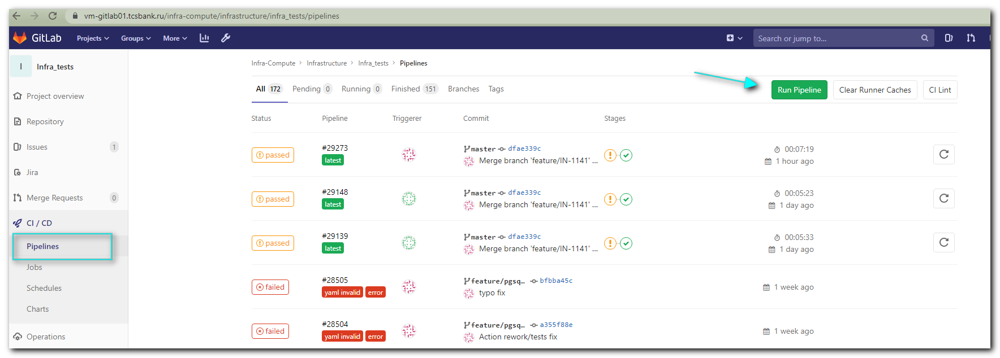 vm-gitlab01.tcsbank.ru/infra-compute/infrastructure/infra_tests/pipelines
GitLab Projects Groups More Search or jump to...
I Infra_tests
Project overview
Repository
Issues 1
Jira
Merge Requests 0
CI / CD
Pipelines
Jobs
Schedules
Charts
Operations
Infra-Compute > Infrastructure > Infra_tests > Pipelines
All 172 Pending 0 Running 0 Finished 151 Branches Tags Run Pipeline Clear Runner Caches CI Lint
Status Pipeline Triggerer Commit Stages
passed #29273 latest master dfae339c 00:07:19
Merge branch 'feature/IN-1141' ... 1 hour ago
passed #29148 latest master dfae339c 00:05:23
Merge branch 'feature/IN-1141' ... 1 day ago
passed #29139 latest master dfae339c 00:05:33
Merge branch 'feature/IN-1141' ... 1 day ago
failed #28505 yaml invalid error feature/pgsq... bfbba45c
typo fix 1 week ago
failed #28504 yaml invalid error feature/pgsq... a355f88e
Action rework/tests fix 1 week ago